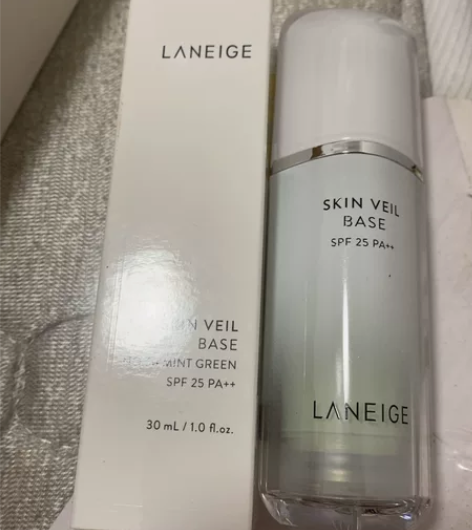 LANEIGE
VEIL
BASE
MINT GREEN
SPF 25 PA++
30 mL / 1.0 fl.oz.
SKIN VEIL
BASE
SPF 25 PA++
LANEIGE